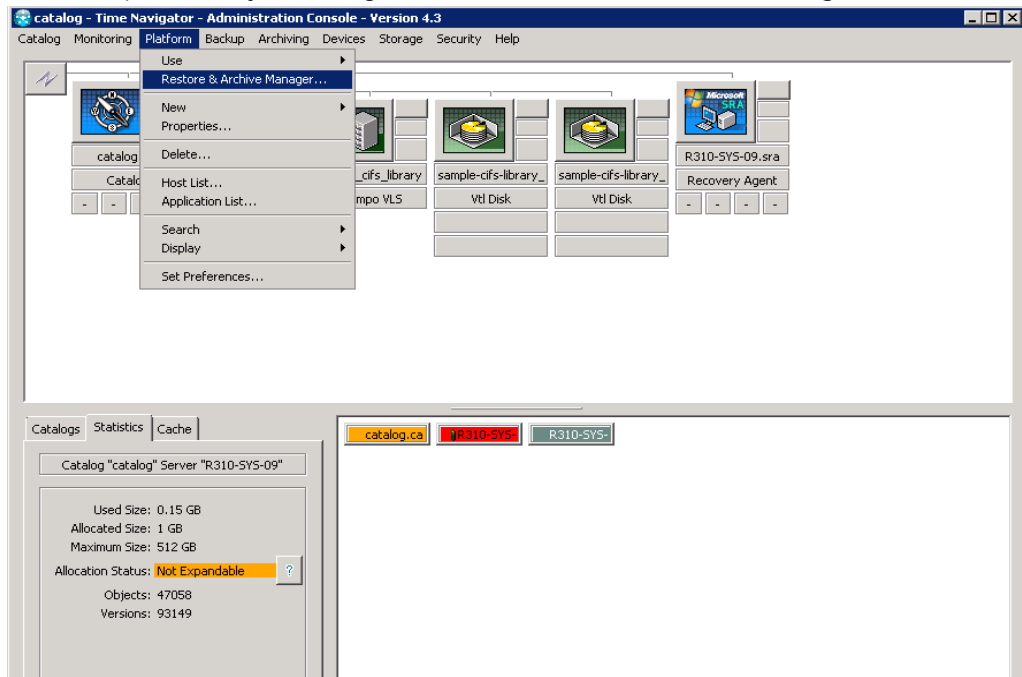 catalog - Time Navigator - Administration Console - Version 4.3
Catalog Monitoring Platform Backup Archiving Devices Storage Security Help
Use
Restore & Archive Manager...
New
Properties...
Delete...
Host List...
Application List...
Search
Display
Set Preferences...
Microsoft
SRA
catalog
_cifs_library
sample-cifs-library_
sample-cifs-library_
R310-SYS-09.sra
Catalo
mpo VLS
Vtl Disk
Vtl Disk
Recovery Agent
- - - - - -
Catalogs Statistics Cache
catalog.ca
R310-SYS-
R310-SYS-
Catalog "catalog" Server "R310-SYS-09"
Used Size: 0.15 GB
Allocated Size: 1 GB
Maximum Size: 512 GB
Allocation Status: Not Expandable ?
Objects: 47058
Versions: 93149